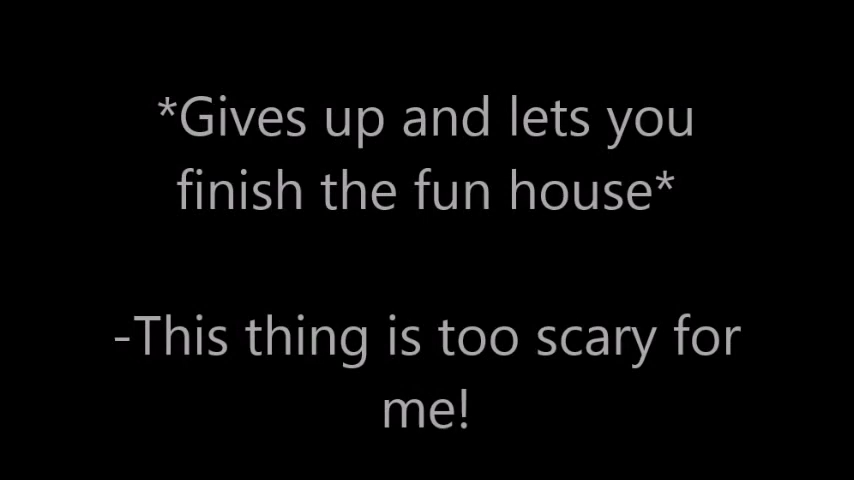 *Gives up and lets you
finish the fun house*
-This thing is too scary for
me!